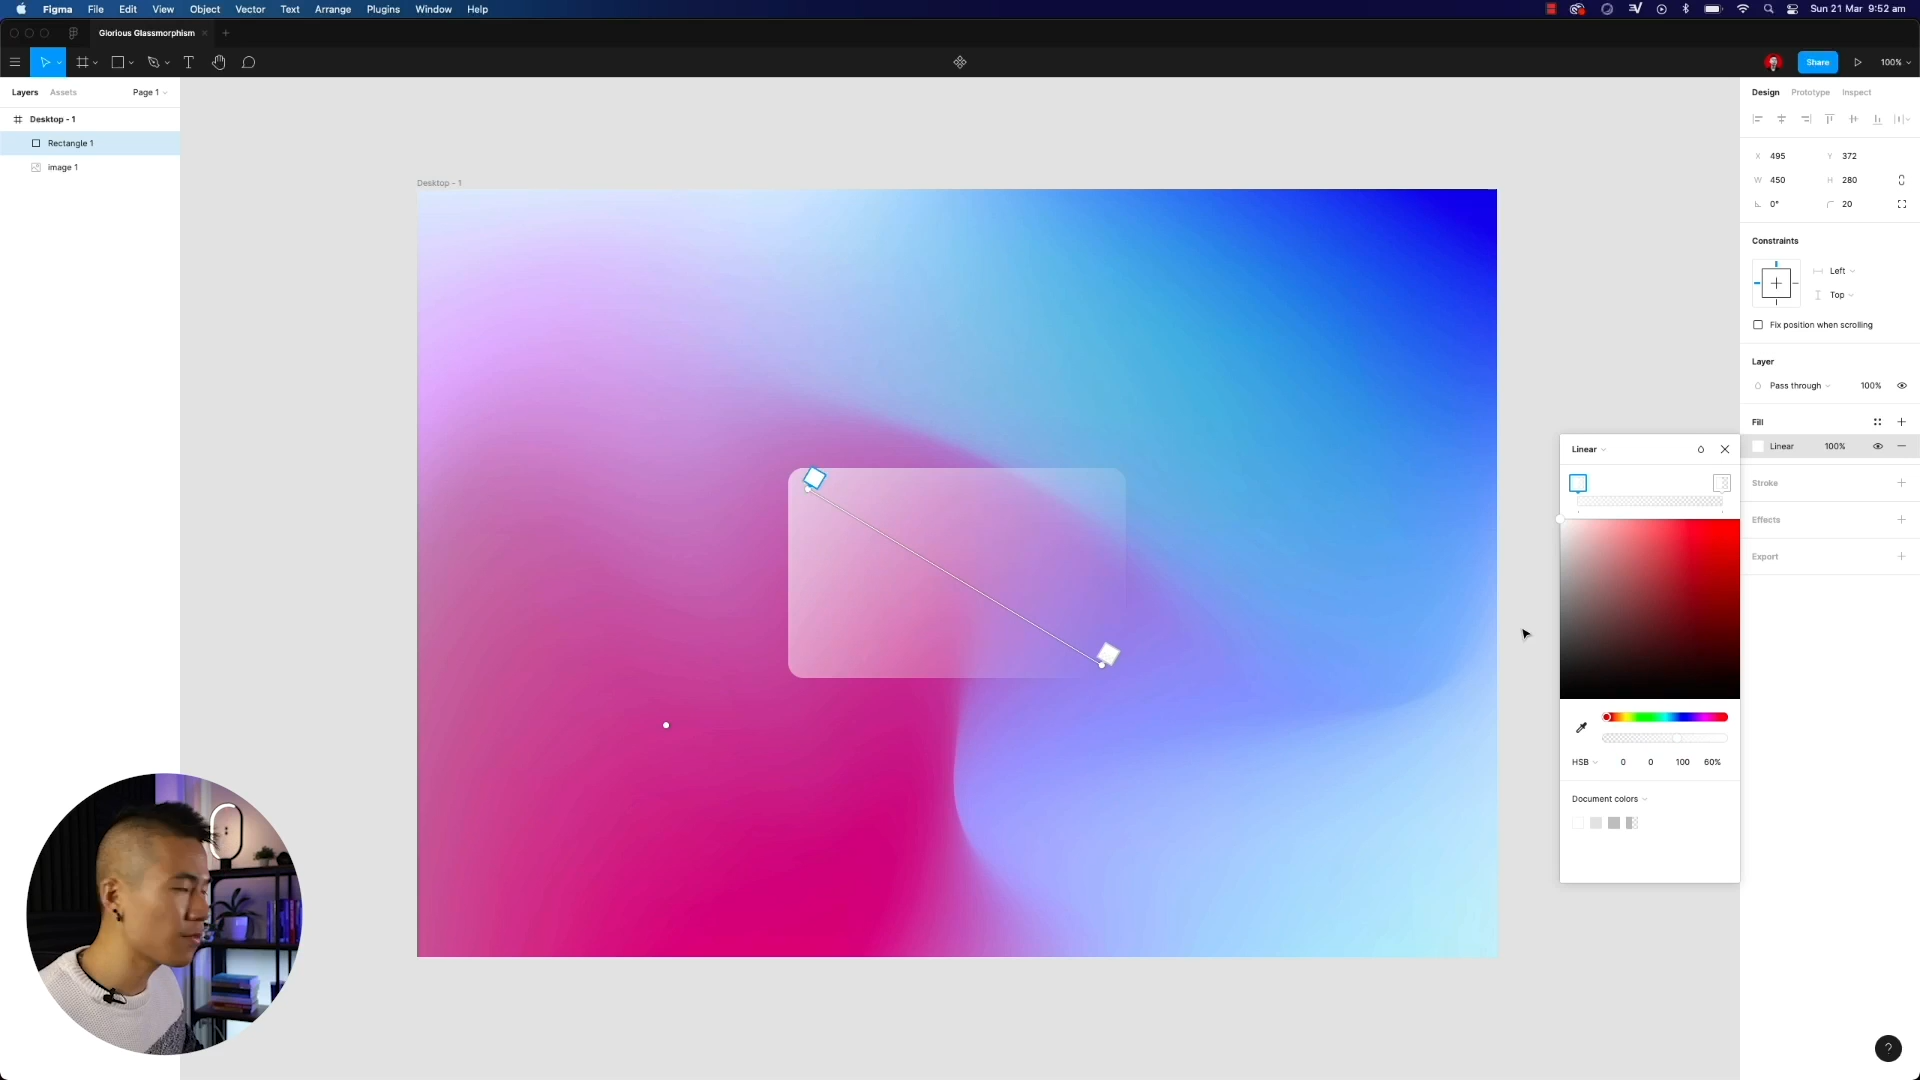 Figma File Edit View Object Vector Text Arrange Plugins Window Help
Sun 21 Mar 9:52 am
Glorious Glassmorphism
Share
100%
Layers Assets Page 1
Desktop - 1
Rectangle 1
image 1
Desktop - 1
Design Prototype Inspect
X 495 Y 372
W 450 H 280
0° 20
Constraints
Left
Top
Fix position when scrolling
Layer
Pass through 100%
Fill
Linear 100%
Stroke
Effects
Export
Linear
HSB 0 0 100 60%
Document colors
?